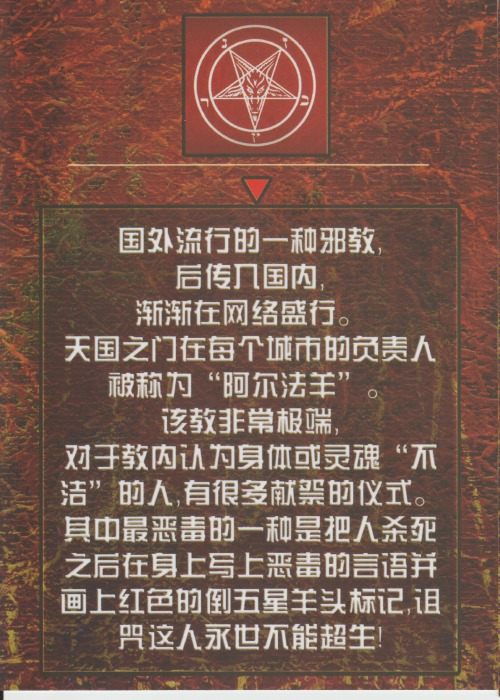 国外流行的一种邪教,
后传入国内,
渐渐在网络盛行。
天国之门在每个城市的负责人
被称为“阿尔法羊”。
该教非常极端,
对于教内认为身体或灵魂“不
洁”的人,有很多献祭的仪式。
其中最恶毒的一种是把人杀死
之后在身上写上恶毒的言语并
画上红色的倒五星羊头标记,诅
咒这人永世不能超生!